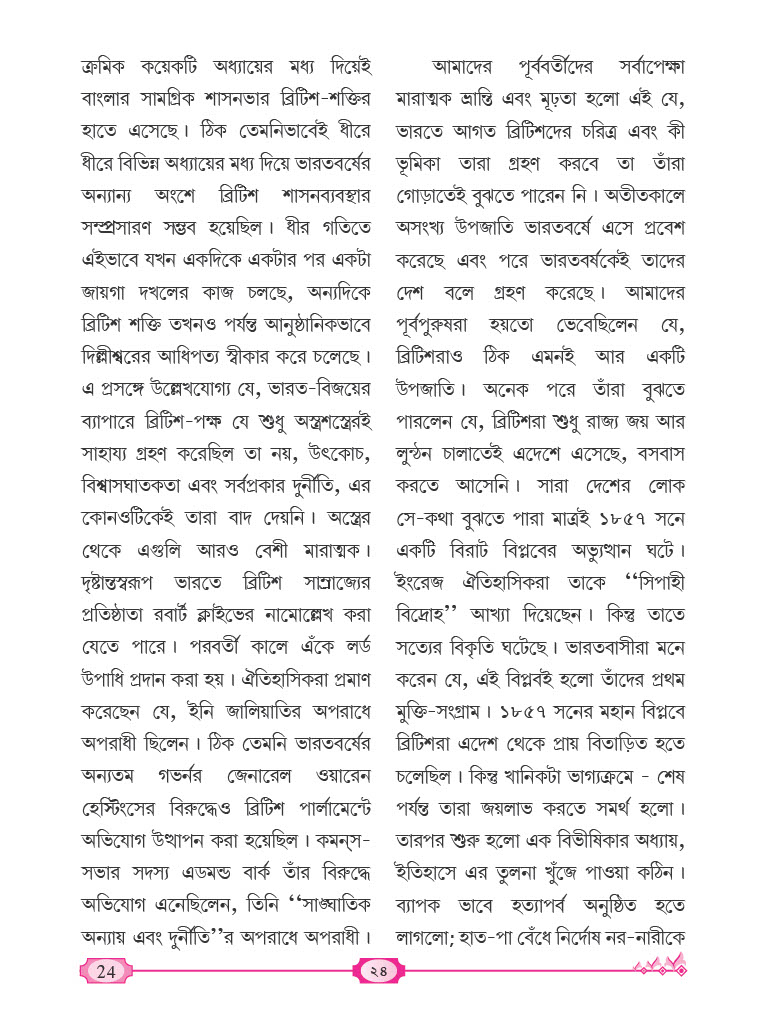 ক্রমিক কয়েকটি অধ্যায়ের মধ্য দিয়েই
বাংলার সামগ্রিক শাসনভার ব্রিটিশ-শক্তির
হাতে এসেছে। ঠিক তেমনিভাবেই ধীরে
ধীরে বিভিন্ন অধ্যায়ের মধ্য দিয়ে ভারতবর্ষের
অন্যান্য অংশে ব্রিটিশ শাসনব্যবস্থার
সম্প্রসারণ সম্ভব হয়েছিল। ধীর গতিতে
এইভাবে যখন একদিকে একটার পর একটা
জায়গা দখলের কাজ চলছে, অন্যদিকে
ব্রিটিশ শক্তি তখনও পর্যন্ত আনুষ্ঠানিকভাবে
দিল্লীশ্বরের আধিপত্য স্বীকার করে চলেছে।
এ প্রসঙ্গে উল্লেখযোগ্য যে, ভারত-বিজয়ের
ব্যাপারে ব্রিটিশ-পক্ষ যে শুধু অস্ত্রশস্ত্রেরই
সাহায্য গ্রহণ করেছিল তা নয়, উৎকোচ,
বিশ্বাসঘাতকতা এবং সর্বপ্রকার দুর্নীতি, এর
কোনওটিকেই তারা বাদ দেয়নি। অস্ত্রের
থেকে এগুলি আরও বেশী মারাত্মক।
দৃষ্টান্তস্বরূপ ভারতে ব্রিটিশ সাম্রাজ্যের
প্রতিষ্ঠাতা রবার্ট ক্লাইভের নামোল্লেখ করা
যেতে পারে। পরবর্তী কালে এঁকে লর্ড
উপাধি প্রদান করা হয়। ঐতিহাসিকরা প্রমাণ
করেছেন যে, ইনি জালিয়াতির অপরাধে
অপরাধী ছিলেন। ঠিক তেমনি ভারতবর্ষের
অন্যতম গভর্নর জেনারেল ওয়ারেন
হেস্টিংসের বিরুদ্ধেও ব্রিটিশ পার্লামেন্টে
অভিযোগ উত্থাপন করা হয়েছিল। কমন্‌স-
সভার সদস্য এডমন্ড বার্ক তাঁর বিরুদ্ধে
অভিযোগ এনেছিলেন, তিনি ‘‘সাঙ্ঘাতিক
অন্যায় এবং দুর্নীতি’’র অপরাধে অপরাধী।
আমাদের পূর্ববর্তীদের সর্বাপেক্ষা
মারাত্মক ভ্রান্তি এবং মূঢ়তা হলো এই যে,
ভারতে আগত ব্রিটিশদের চরিত্র এবং কী
ভূমিকা তারা গ্রহণ করবে তা তাঁরা
গোড়াতেই বুঝতে পারেন নি। অতীতকালে
অসংখ্য উপজাতি ভারতবর্ষে এসে প্রবেশ
করেছে এবং পরে ভারতবর্ষকেই তাদের
দেশ বলে গ্রহণ করেছে। আমাদের
পূর্বপুরুষরা হয়তো ভেবেছিলেন যে,
ব্রিটিশরাও ঠিক এমনই আর একটি
উপজাতি। অনেক পরে তাঁরা বুঝতে
পারলেন যে, ব্রিটিশরা শুধু রাজ্য জয় আর
লুন্ঠন চালাতেই এদেশে এসেছে, বসবাস
করতে আসেনি। সারা দেশের লোক
সে-কথা বুঝতে পারা মাত্রই ১৮৫৭ সনে
একটি বিরাট বিপ্লবের অভ্যুত্থান ঘটে।
ইংরেজ ঐতিহাসিকরা তাকে ‘‘সিপাহী
বিদ্রোহ’’ আখ্যা দিয়েছেন। কিন্তু তাতে
সত্যের বিকৃতি ঘটেছে। ভারতবাসীরা মনে
করেন যে, এই বিপ্লবই হলো তাঁদের প্রথম
মুক্তি-সংগ্রাম। ১৮৫৭ সনের মহান বিপ্লবে
ব্রিটিশরা এদেশ থেকে প্রায় বিতাড়িত হতে
চলেছিল। কিন্তু খানিকটা ভাগ্যক্রমে - শেষ
পর্যন্ত তারা জয়লাভ করতে সমর্থ হলো।
তারপর শুরু হলো এক বিভীষিকার অধ্যায়,
ইতিহাসে এর তুলনা খুঁজে পাওয়া কঠিন।
ব্যাপক ভাবে হত্যাপর্ব অনুষ্ঠিত হতে
লাগলো; হাত-পা বেঁধে নির্দোষ নর-নারীকে
24
২৪